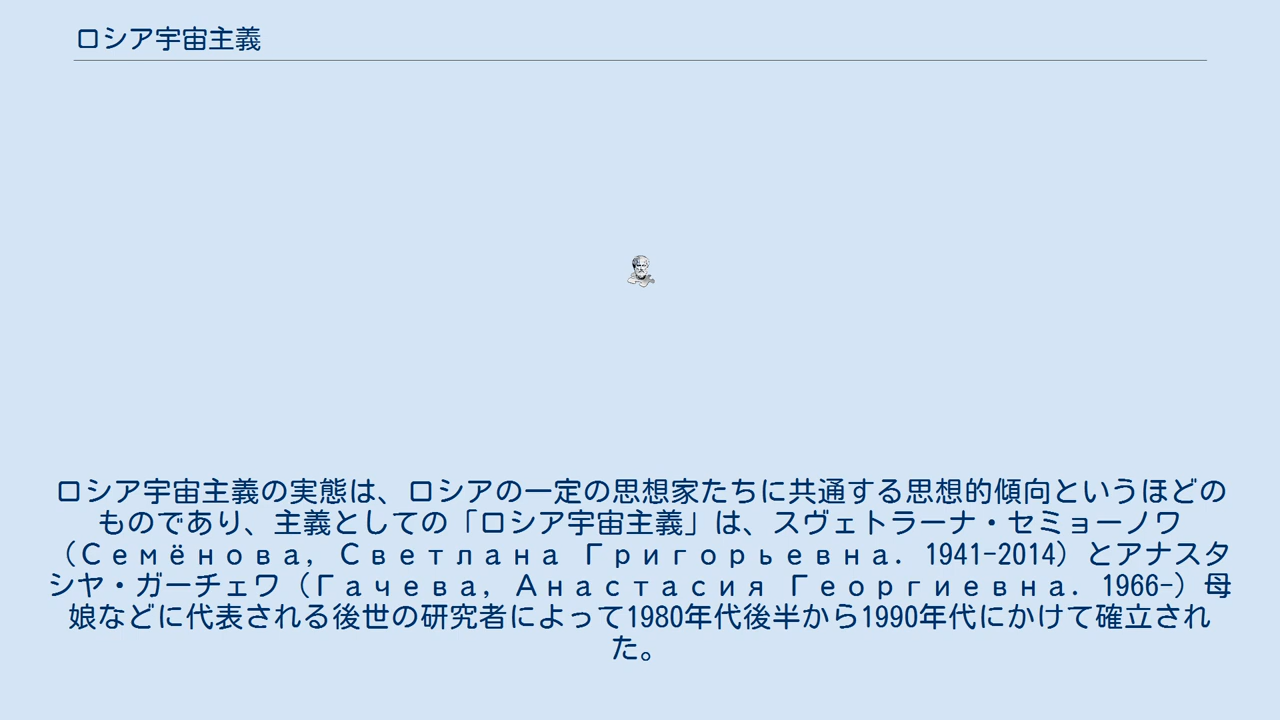 ロシア宇宙主義
ロシア宇宙主義の実態は、ロシアの一定の思想家たちに共通する思想的傾向というほどの
ものであり、主義としての「ロシア宇宙主義」は、スヴェトラーナ・セミョーノワ
（Семёнова, Светлана Григорьевна. 1941-2014）とアナスタ
シヤ・ガーチェワ（Гачева, Анастасия Георгиевна. 1966-）母
娘などに代表される後世の研究者によって1980年代後半から1990年代にかけて確立され
た。